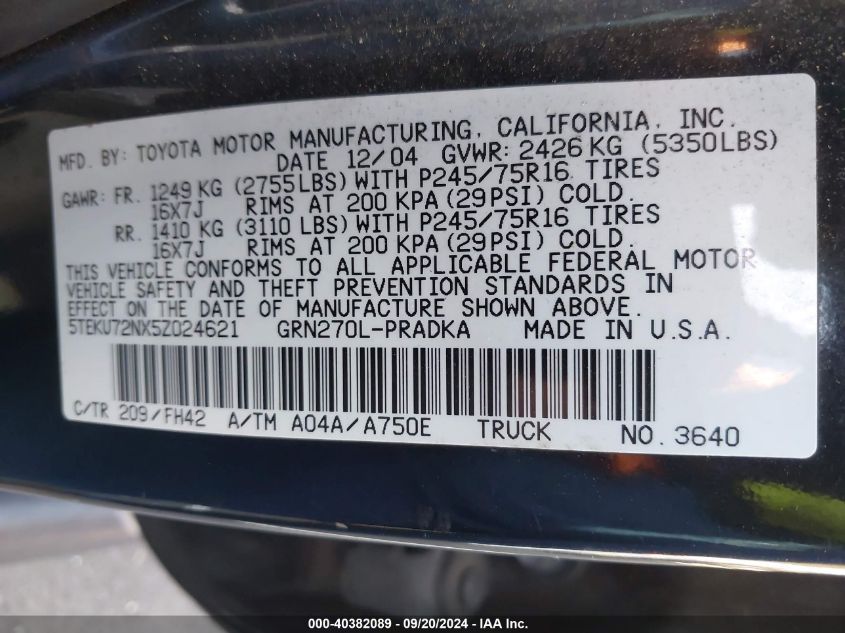 MFD. BY: TOYOTA MOTOR MANUFACTURING, CALIFORNIA, INC.
DATE 12/04 GVWR: 2426 KG (5350LBS)
GAWR: FR. 1249 KG (2755LBS) WITH P245/75R16 TIRES
16X7J RIMS AT 200 KPA (29PSI) COLD.
RR. 1410 KG (3110 LBS) WITH P245/75R16 TIRES
16X7J RIMS AT 200 KPA (29PSI) COLD.
THIS VEHICLE CONFORMS TO ALL APPLICABLE FEDERAL MOTOR
VEHICLE SAFETY AND THEFT PREVENTION STANDARDS IN
EFFECT ON THE DATE OF MANUFACTURE SHOWN ABOVE.
5TEKU72NX5Z024621 GRN270L-PRADKA MADE IN U.S.A.
C/TR 209/FH42 A/TM A04A/A750E TRUCK NO. 3640
000-40382089 - 09/20/2024 - IAA Inc.